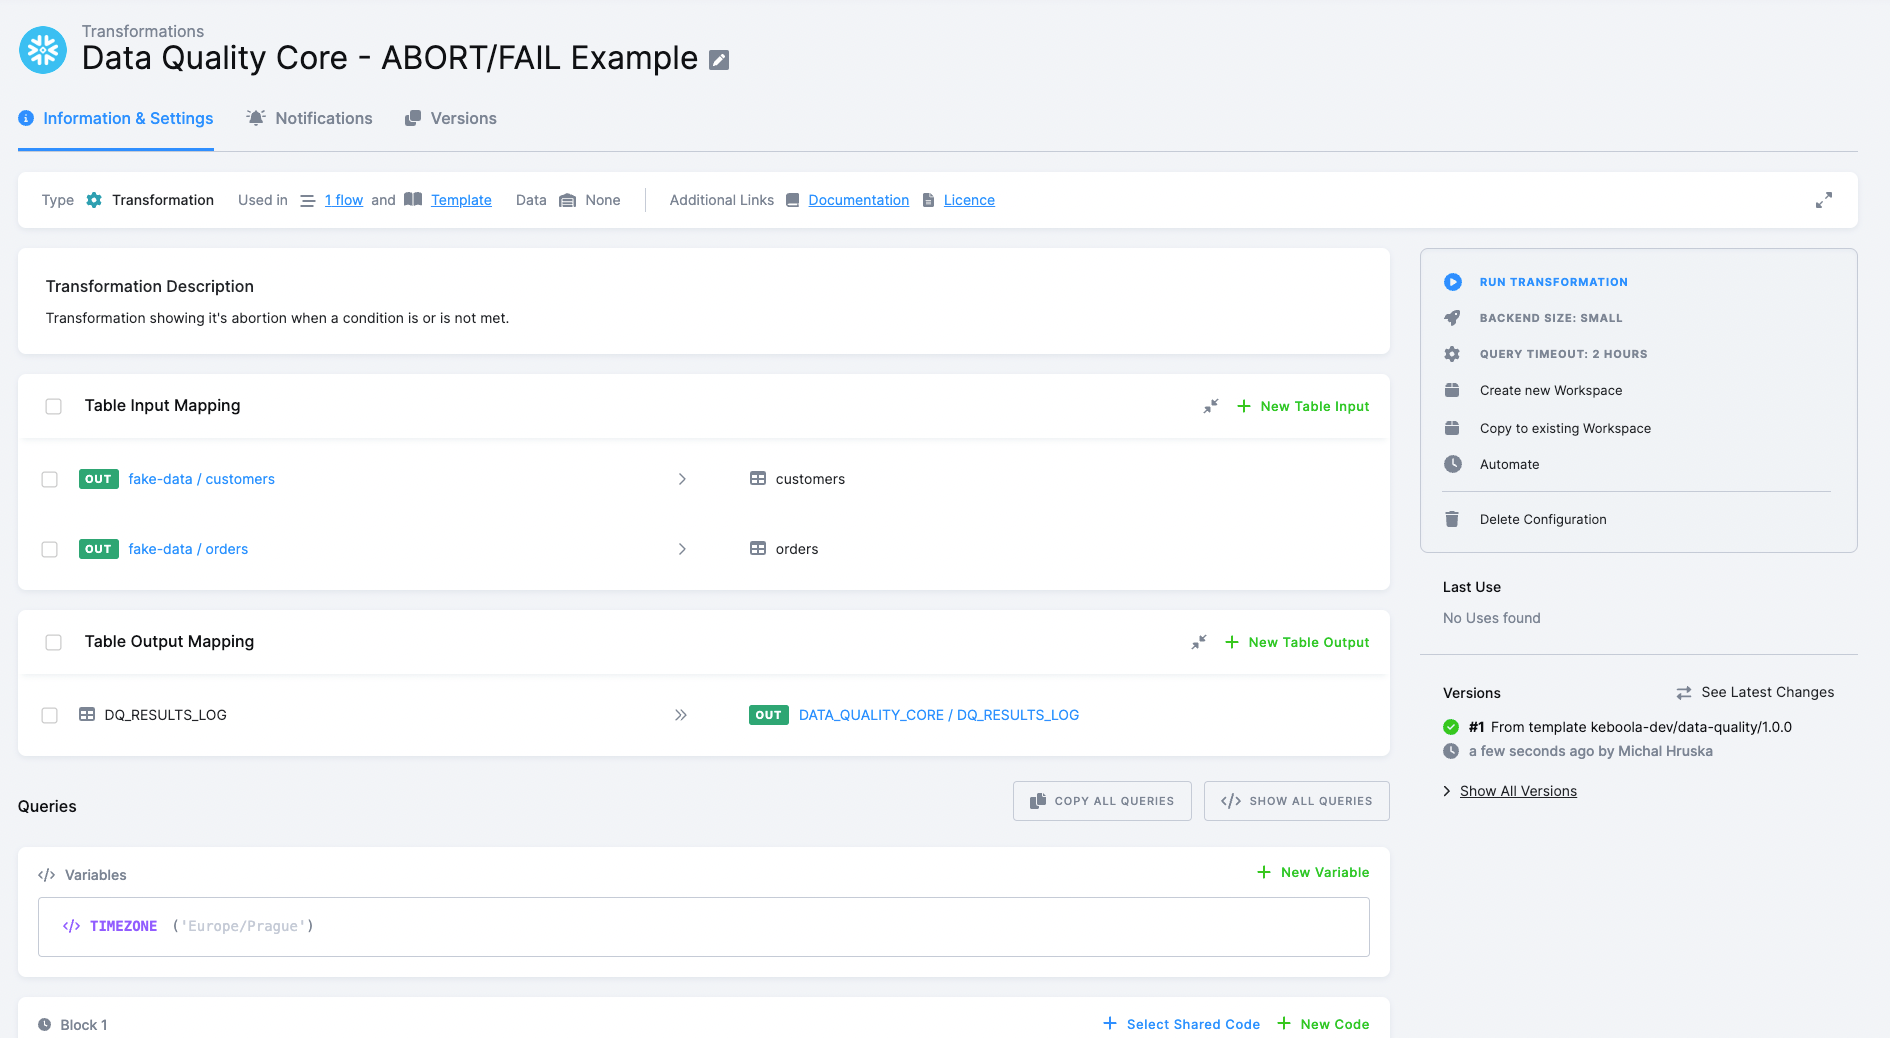 Transformations
Data Quality Core - ABORT/FAIL Example
Information & Settings Notifications Versions
Type Transformation Used in 1 flow and Template Data None Additional Links Documentation Licence
Transformation Description
Transformation showing it's abortion when a condition is or is not met.
Table Input Mapping
New Table Input
OUT fake-data / customers customers
OUT fake-data / orders orders
Table Output Mapping
New Table Output
DQ_RESULTS_LOG OUT DATA_QUALITY_CORE / DQ_RESULTS_LOG
Queries
COPY ALL QUERIES </> SHOW ALL QUERIES
</> Variables
New Variable
</> TIMEZONE ('Europe/Prague')
Block 1
Select Shared Code New Code
RUN TRANSFORMATION
BACKEND SIZE: SMALL
QUERY TIMEOUT: 2 HOURS
Create new Workspace
Copy to existing Workspace
Automate
Delete Configuration
Last Use
No Uses found
Versions See Latest Changes
#1 From template keboola-dev/data-quality/1.0.0
a few seconds ago by Michal Hruska
Show All Versions